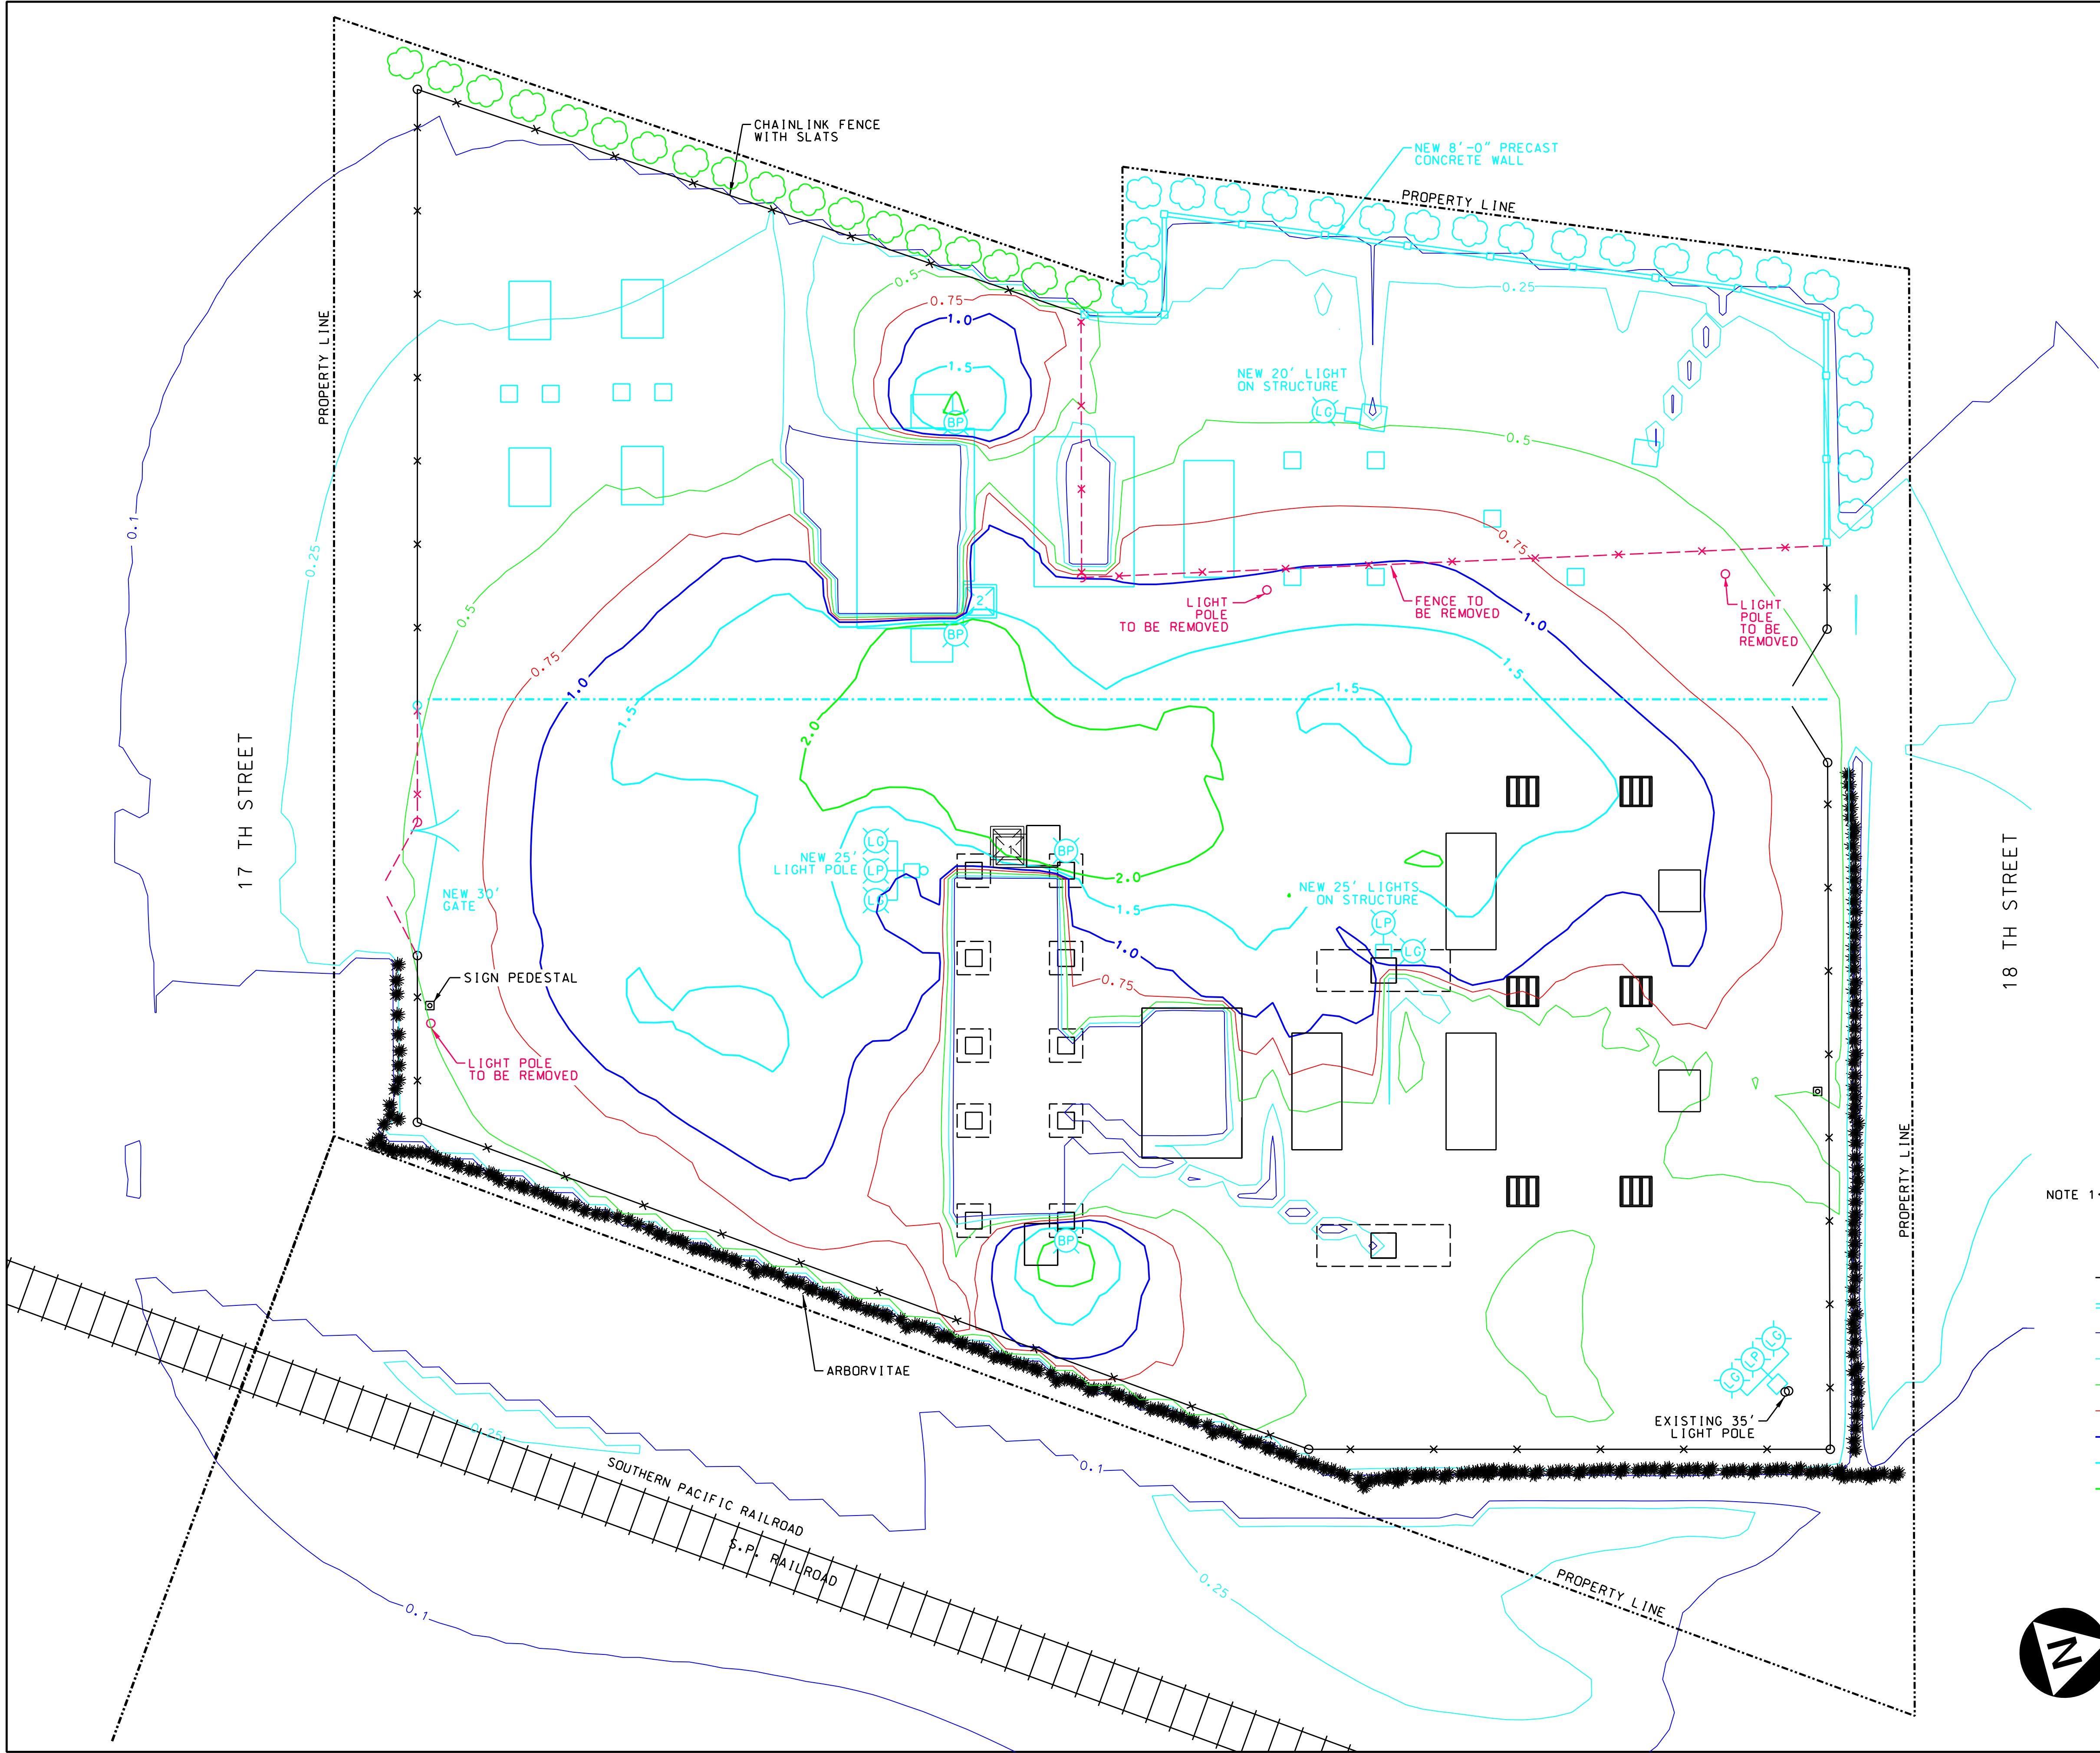 CHAINLINK FENCE
WITH SLATS
NEW 8'-0" PRECAST
CONCRETE WALL
PROPERTY LINE
0.5
0.75
1.0
0.25
PROPERTY LINE
1.5
NEW 20' LIGHT
ON STRUCTURE
LG
BP
0.5
0.1
0.25
0.75
0.5
2
LIGHT
POLE
TO BE REMOVED
FENCE TO
BE REMOVED
LIGHT
POLE
TO BE
REMOVED
1.0
BP
0.75
1.0
1.5
1.5
1.5
2.0
17 TH STREET
LG
LP
LG
NEW 25'
LIGHT POLE
1
BP
2.0
NEW 30'
GATE
NEW 25' LIGHTS
ON STRUCTURE
LP
LG
1.5
1.0
0.75
18 TH STREET
SIGN PEDESTAL
LIGHT POLE
TO BE REMOVED
PROPERTY LINE
NOTE 1
BP
ARBORVITAE
LG
LP
LG
EXISTING 35'
LIGHT POLE
0.25
SOUTHERN PACIFIC RAILROAD
S.P. RAILROAD
0.1
0.25
PROPERTY LINE
0.1
N